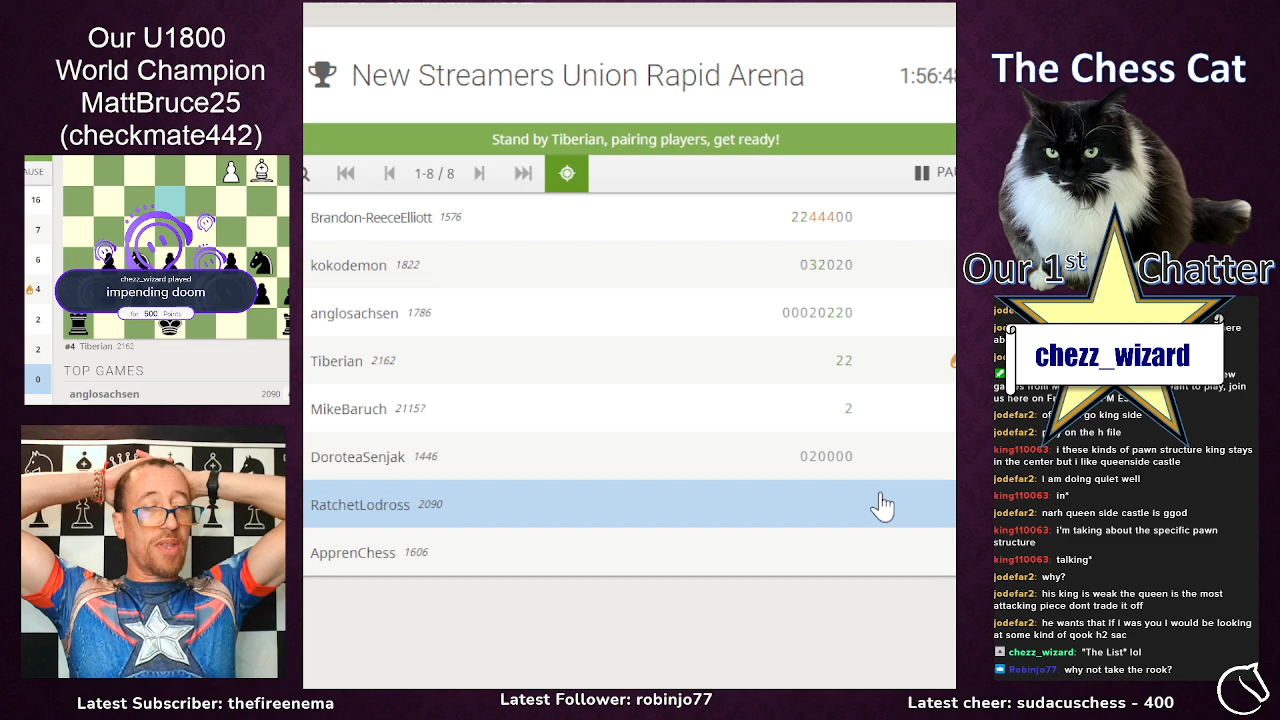 Our U1800
World Champion
MattBruce25
(checkmate442)
AUSE
16
7
6
4
2
2
0
chezz_wizard played
impending doom
for 500 Points
#4 Tiberian 2162
TOP GAMES
anglosachsen 2090
New Streamers Union Rapid Arena
1:56:48
Stand by Tiberian, pairing players, get ready!
1-8 / 8
PAU
Brandon-ReeceElliott 1576 2244400
kokodemon 1822 032020
anglosachsen 1786 00020220
Tiberian 2162 22
MikeBaruch 2115? 2
DoroteaSenjak 1446 020000
RatchetLodross 2090
ApprenChess 1606
The Chess Cat
Our 1st Chatter
chezz_wizard
us here on
jodefar2: go king side
jodefar2: on the h file
king110063: i these kinds of pawn structure king stays
in the center but i like queenside castle
jodefar2: I am doing quiet well
king110063: in*
jodefar2: narh queen side castle is ggod
king110063: i'm taking about the specific pawn
structure
king110063: talking*
jodefar2: why?
jodefar2: his king is weak the queen is the most
attacking piece dont trade it off
jodefar2: he wants that if I was you i would be looking
at some kind of qook h2 sac
chezz_wizard: "The List" lol
Robinjo77: why not take the rook?
Latest Subscriber: thefireenema
Latest Follower: robinjo77
Latest cheer: sudacuschess - 400